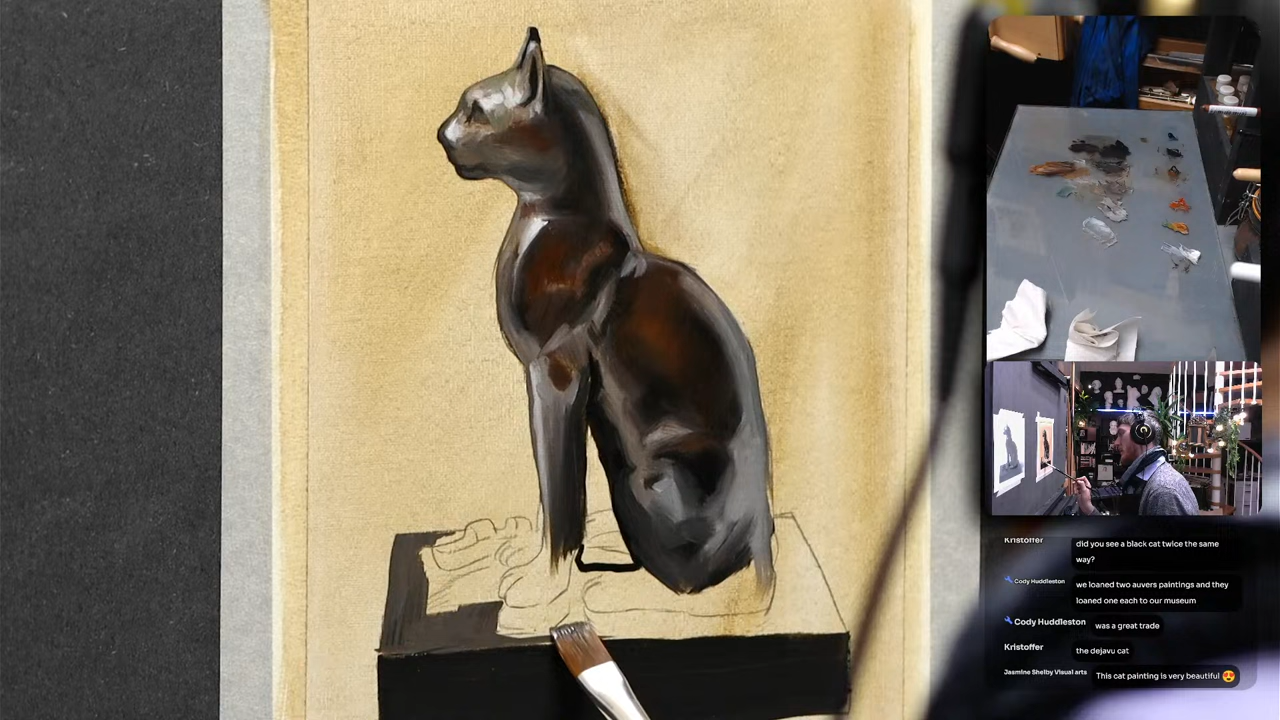 Kristoffer did you see a black cat twice the same
way?
Cody Huddleston we loaned two auvers paintings and they
loaned one each to our museum
Cody Huddleston was a great trade
Kristoffer the dejavu cat
Jasmine Shelby Visual arts This cat painting is very beautiful 😍